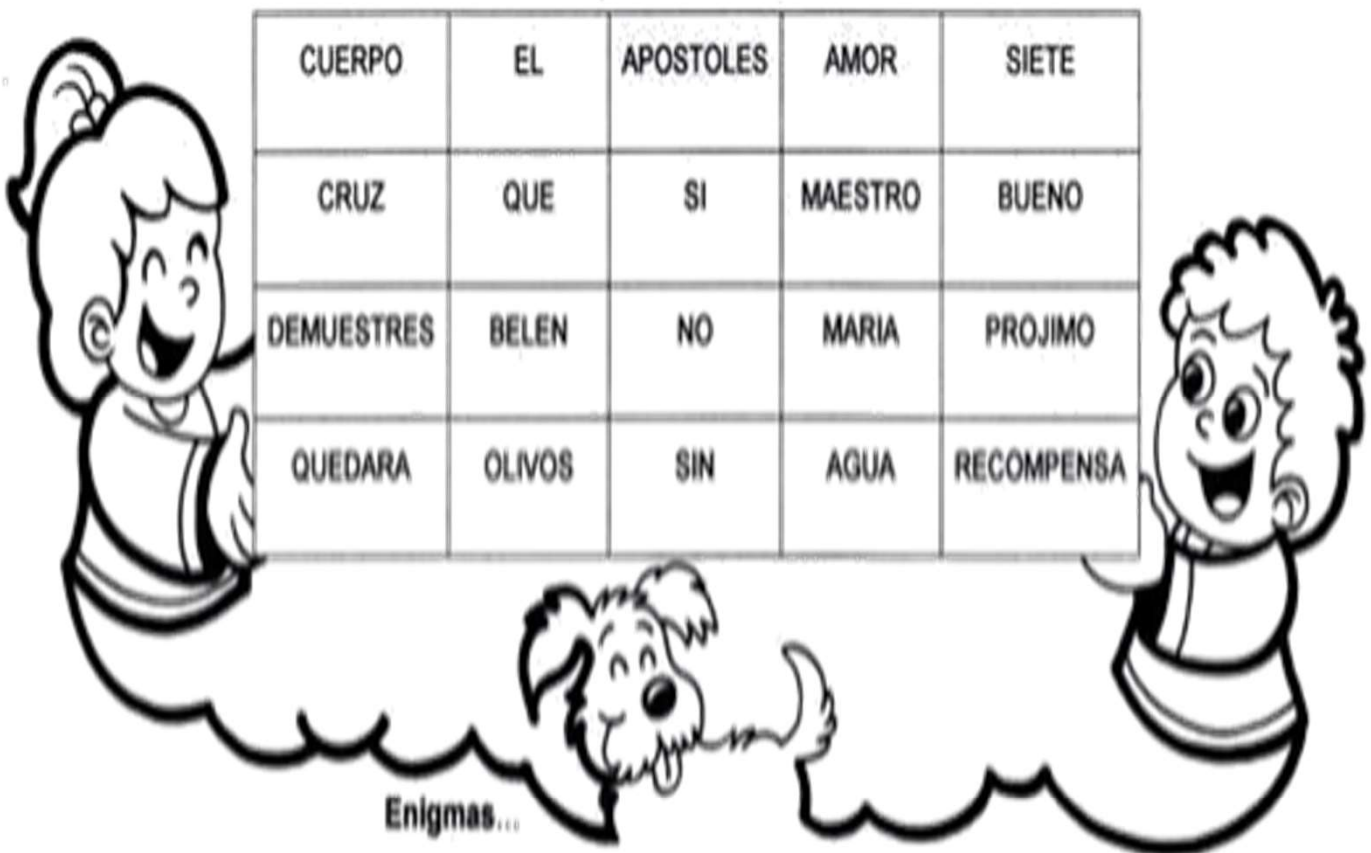 CUERPO EL APOSTOLES AMOR SIETE
CRUZ QUE SI MAESTRO BUENO
DEMUESTRES BELEN NO MARIA PROJIMO
QUEDARA OLIVOS SIN AGUA RECOMPENSA
Enigmas...